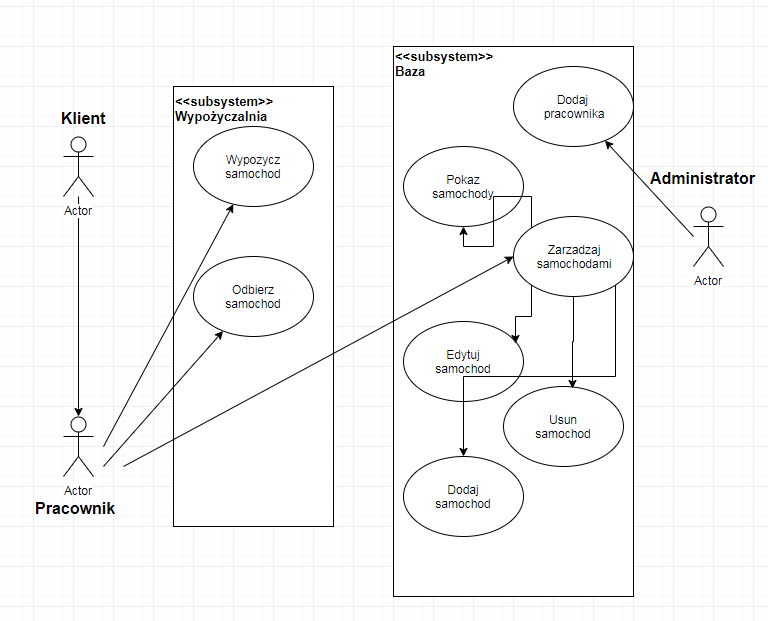 Klient
Actor
Actor
Pracownik
<<subsystem>>
Wypożyczalnia
Wypozycz
samochod
Odbierz
samochod
<<subsystem>>
Baza
Dodaj
pracownika
Pokaz
samochody
Zarzadzaj
samochodami
Edytuj
samochod
Usun
samochod
Dodaj
samochod
Administrator
Actor